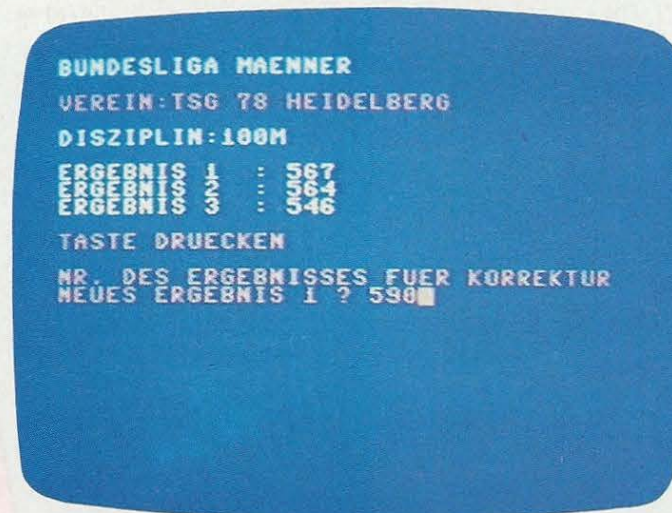 BUNDESLIGA MAENNER
VEREIN:TSG 78 HEIDELBERG
DISZIPLIN:100M
ERGEBNIS 1 : 567
ERGEBNIS 2 : 564
ERGEBNIS 3 : 546
TASTE DRUECKEN
NR. DES ERGEBNISSES FUER KORREKTUR
NEUES ERGEBNIS 1 ? 590